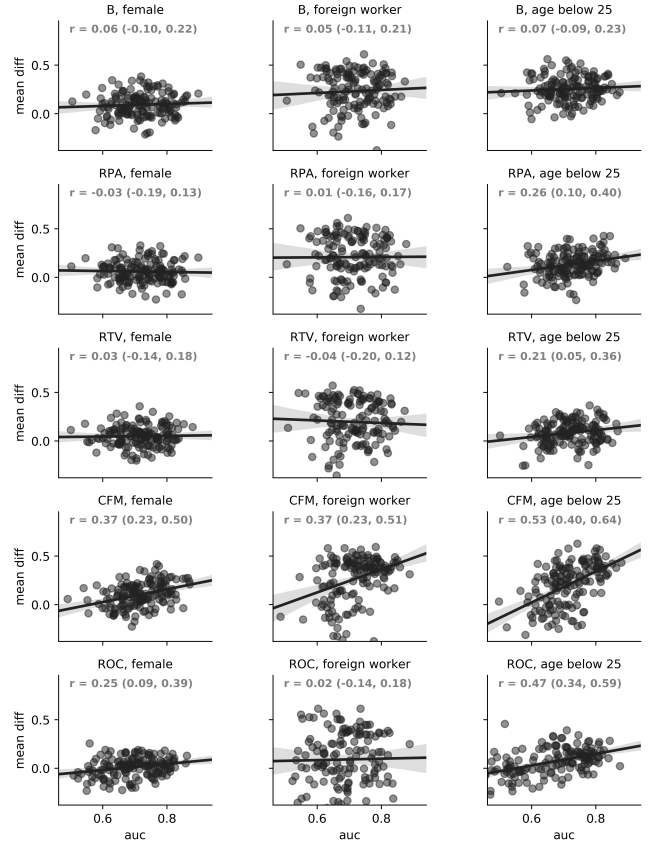 B, female
B, foreign worker
B, age below 25
r = 0.06 (-0.10, 0.22)
r = 0.05 (-0.11, 0.21)
r = 0.07 (-0.09, 0.23)
mean diff
0.5
0.0
RPA, female
RPA, foreign worker
RPA, age below 25
r = -0.03 (-0.19, 0.13)
r = 0.01 (-0.16, 0.17)
r = 0.26 (0.10, 0.40)
mean diff
0.5
0.0
RTV, female
RTV, foreign worker
RTV, age below 25
r = 0.03 (-0.14, 0.18)
r = -0.04 (-0.20, 0.12)
r = 0.21 (0.05, 0.36)
mean diff
0.5
0.0
CFM, female
CFM, foreign worker
CFM, age below 25
r = 0.37 (0.23, 0.50)
r = 0.37 (0.23, 0.51)
r = 0.53 (0.40, 0.64)
mean diff
0.5
0.0
ROC, female
ROC, foreign worker
ROC, age below 25
r = 0.25 (0.09, 0.39)
r = 0.02 (-0.14, 0.18)
r = 0.47 (0.34, 0.59)
mean diff
0.5
0.0
0.6 0.8
0.6 0.8
0.6 0.8
auc
auc
auc